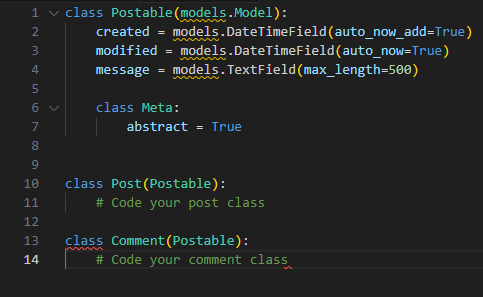 1 class Postable(models.Model):
2     created = models.DateTimeField(auto_now_add=True)
3     modified = models.DateTimeField(auto_now=True)
4     message = models.TextField(max_length=500)
5
6     class Meta:
7         abstract = True
8
9
10 class Post(Postable):
11     # Code your post class
12
13 class Comment(Postable):
14     # Code your comment class